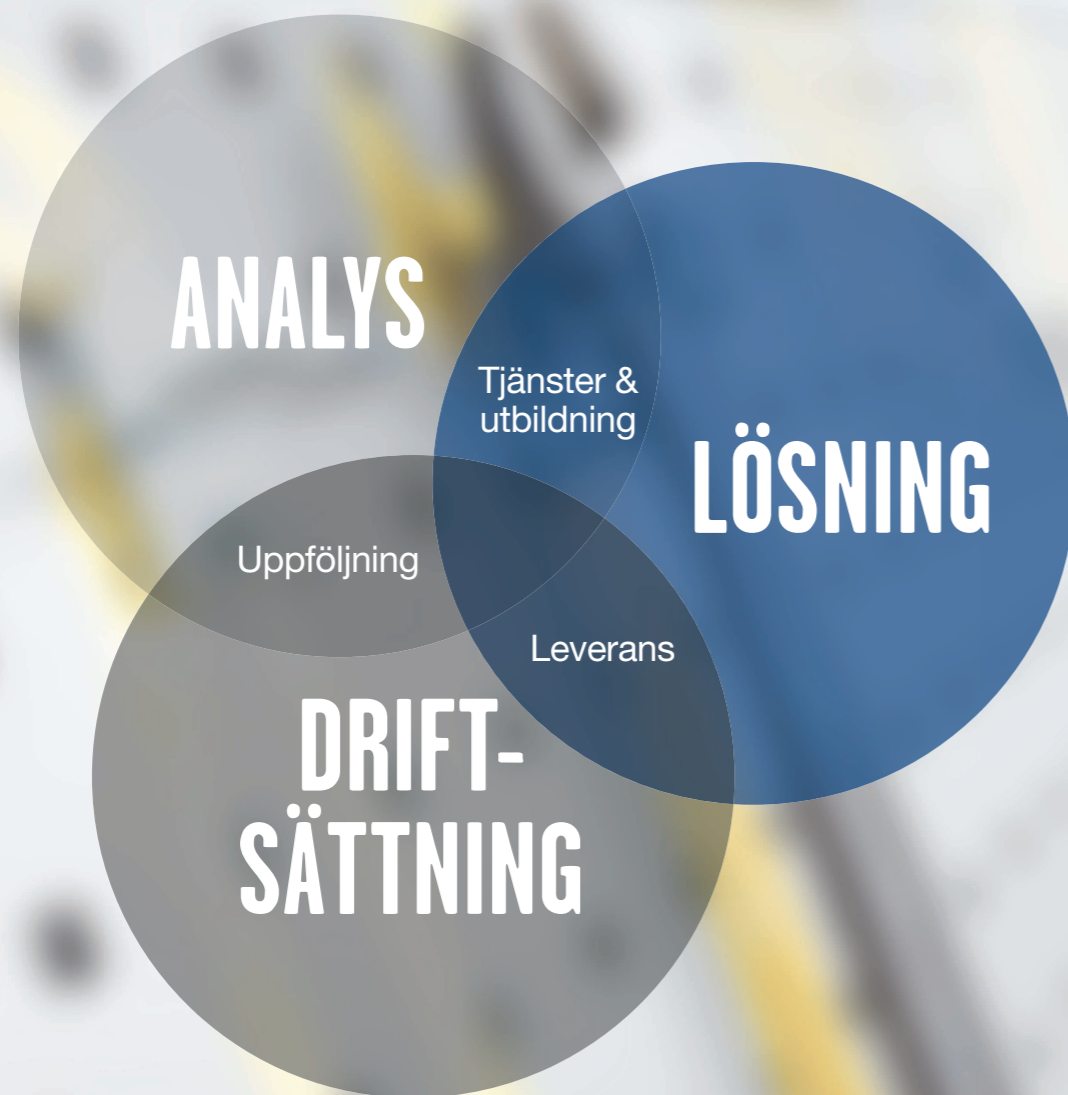 ANALYS
Tjänster &
utbildning
LÖSNING
Uppföljning
Leverans
DRIFT-
SÄTTNING